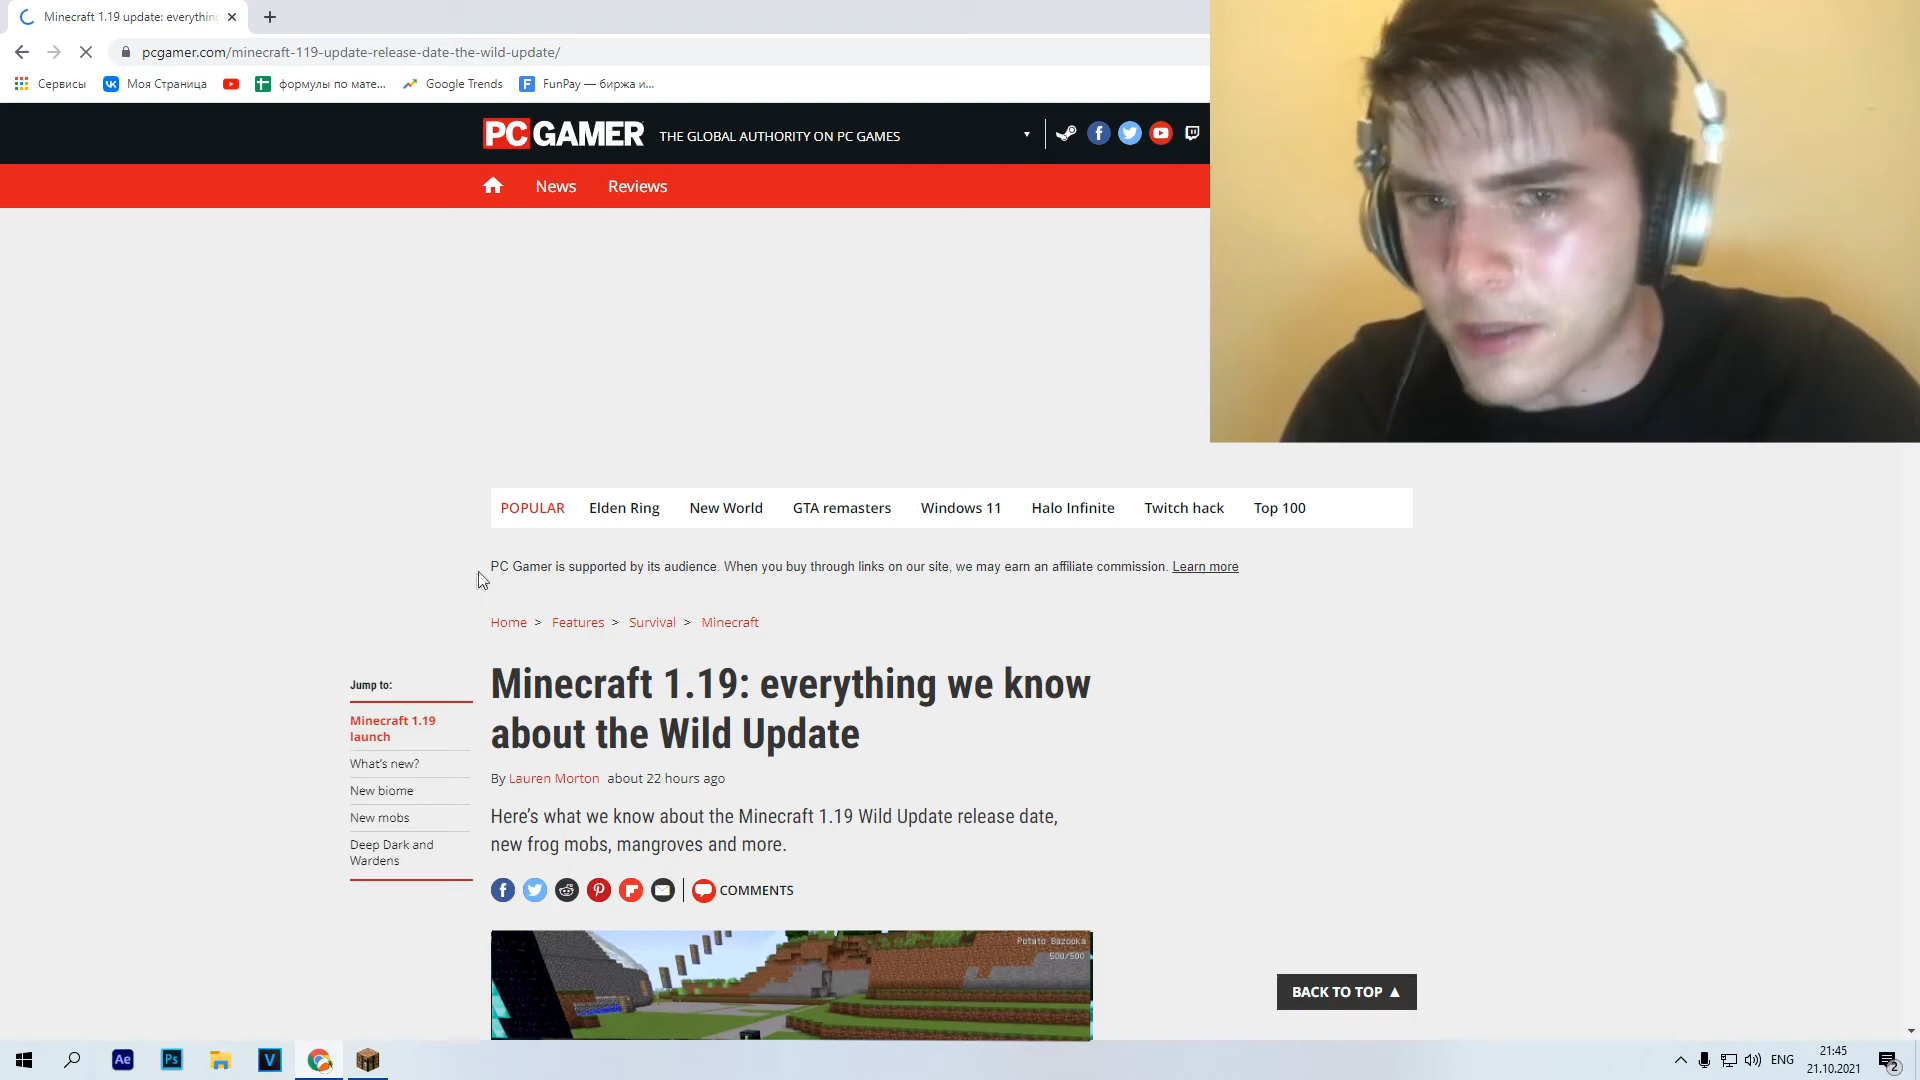 Minecraft 1.19 update: everythin
pcgamer.com/minecraft-119-update-release-date-the-wild-update/
Сервисы
Моя Страница
формулы по мате...
Google Trends
FunPay — биржа и...
PC GAMER THE GLOBAL AUTHORITY ON PC GAMES
News Reviews
POPULAR Elden Ring New World GTA remasters Windows 11 Halo Infinite Twitch hack Top 100
PC Gamer is supported by its audience. When you buy through links on our site, we may earn an affiliate commission. Learn more
Home > Features > Survival > Minecraft
Jump to:
Minecraft 1.19
launch
What's new?
New biome
New mobs
Deep Dark and
Wardens
Minecraft 1.19: everything we know
about the Wild Update
By Lauren Morton about 22 hours ago
Here's what we know about the Minecraft 1.19 Wild Update release date,
new frog mobs, mangroves and more.
COMMENTS
Potato Bazooka
500/500
BACK TO TOP ▲
Ae
Ps
V
ENG
21:45
21.10.2021
2